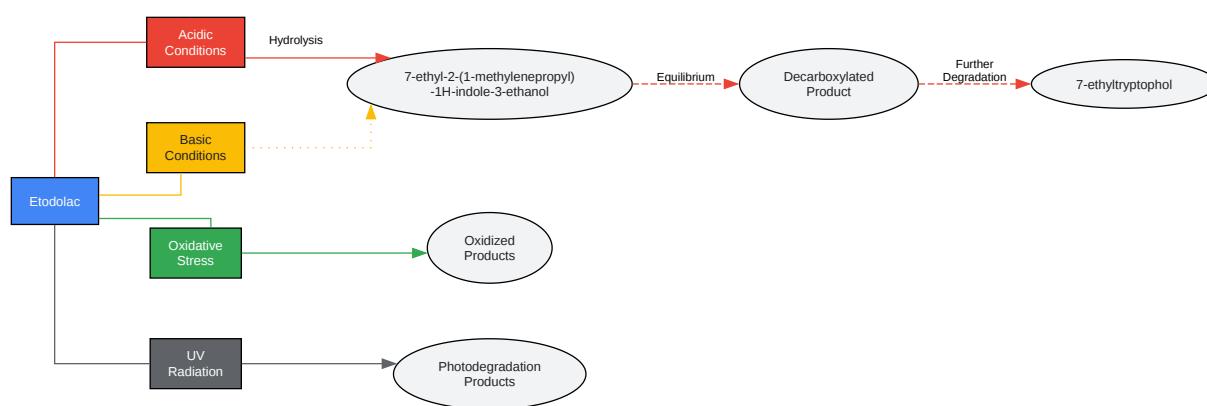 Acidic
Conditions
Hydrolysis
7-ethyl-2-(1-methylenepropyl)
-1H-indole-3-ethanol
Equilibrium
Decarboxylated
Product
Further
Degradation
7-ethyltryptophol
Basic
Conditions
Etodolac
Oxidative
Stress
Oxidized
Products
UV
Radiation
Photodegradation
Products